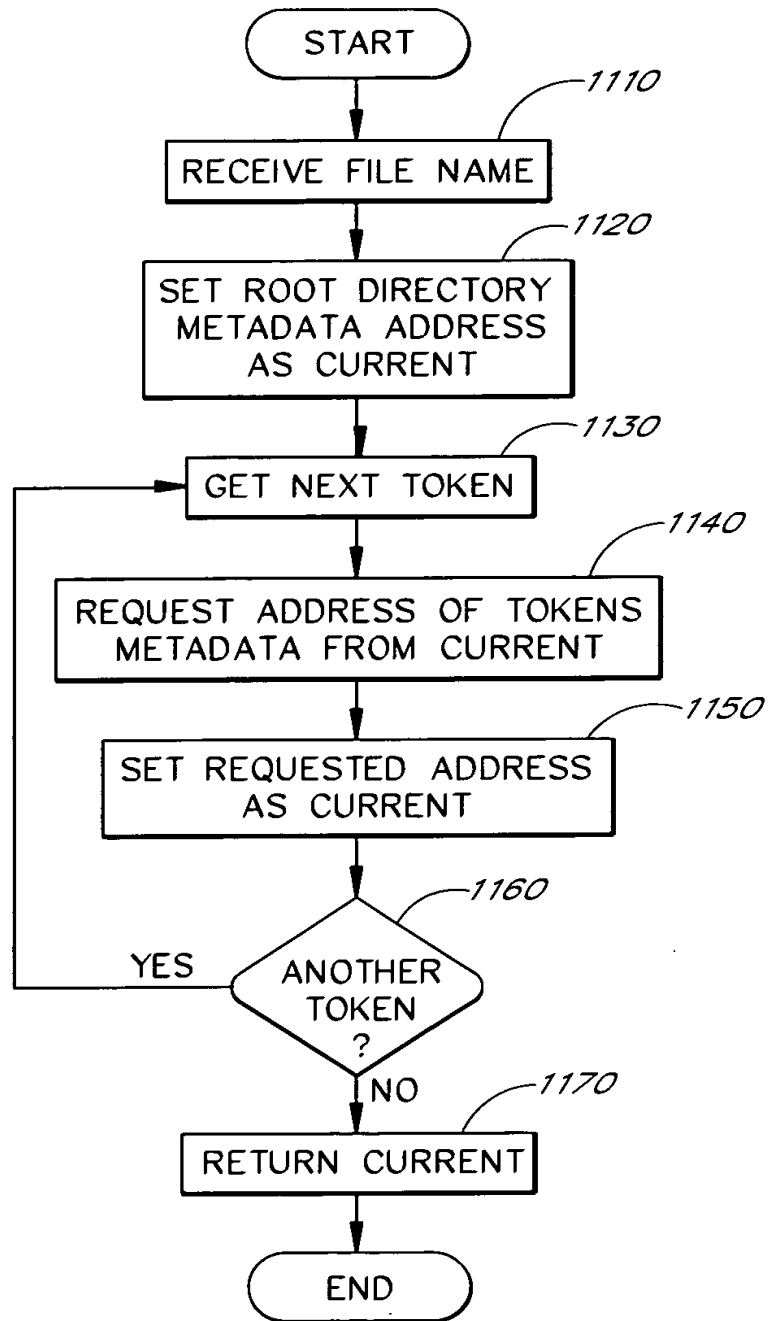 START
1110
RECEIVE FILE NAME
1120
SET ROOT DIRECTORY
METADATA ADDRESS
AS CURRENT
1130
GET NEXT TOKEN
1140
REQUEST ADDRESS OF TOKENS
METADATA FROM CURRENT
1150
SET REQUESTED ADDRESS
AS CURRENT
1160
YES
ANOTHER
TOKEN
?
NO
1170
RETURN CURRENT
END